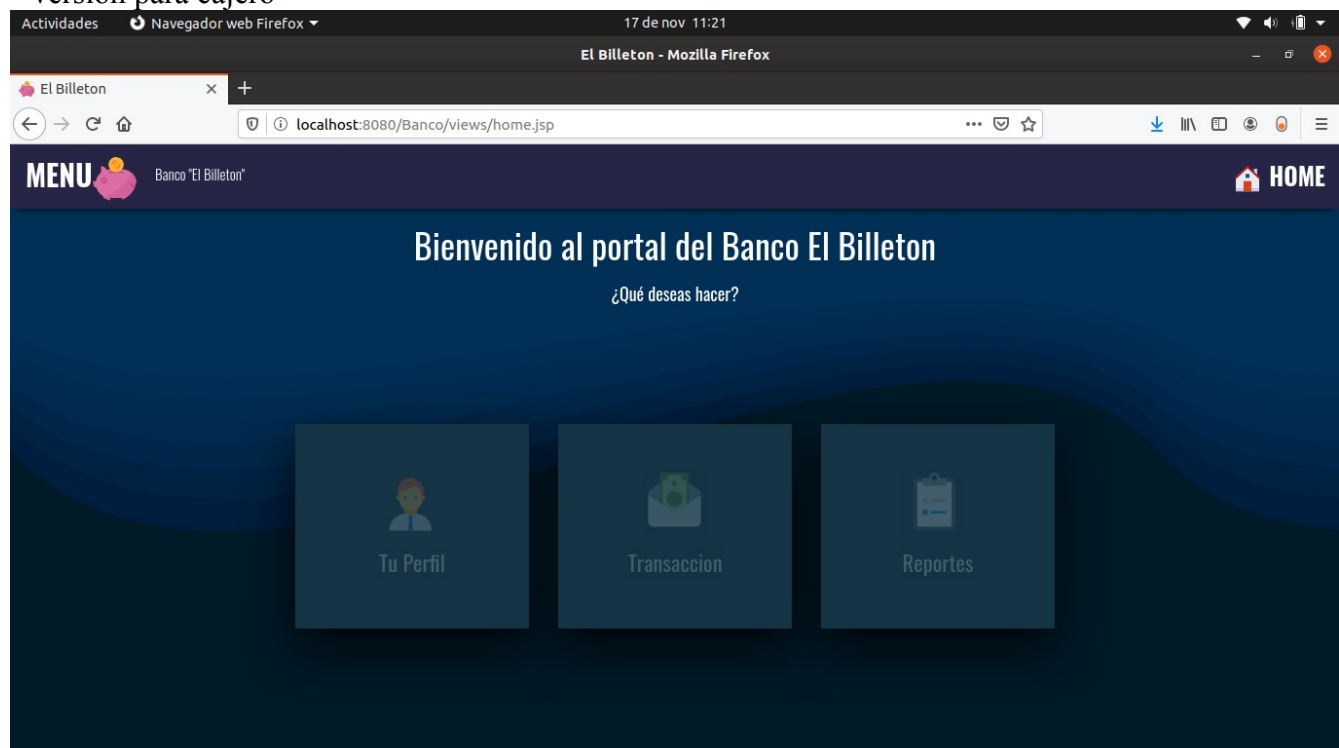 Versión para cajero
Actividades Navegador web Firefox 17 de nov 11:21
El Billeton - Mozilla Firefox
El Billeton
localhost:8080/Banco/views/home.jsp
MENU Banco "El Billeton" HOME
Bienvenido al portal del Banco El Billeton
¿Qué deseas hacer?
Tu Perfil Transaccion Reportes